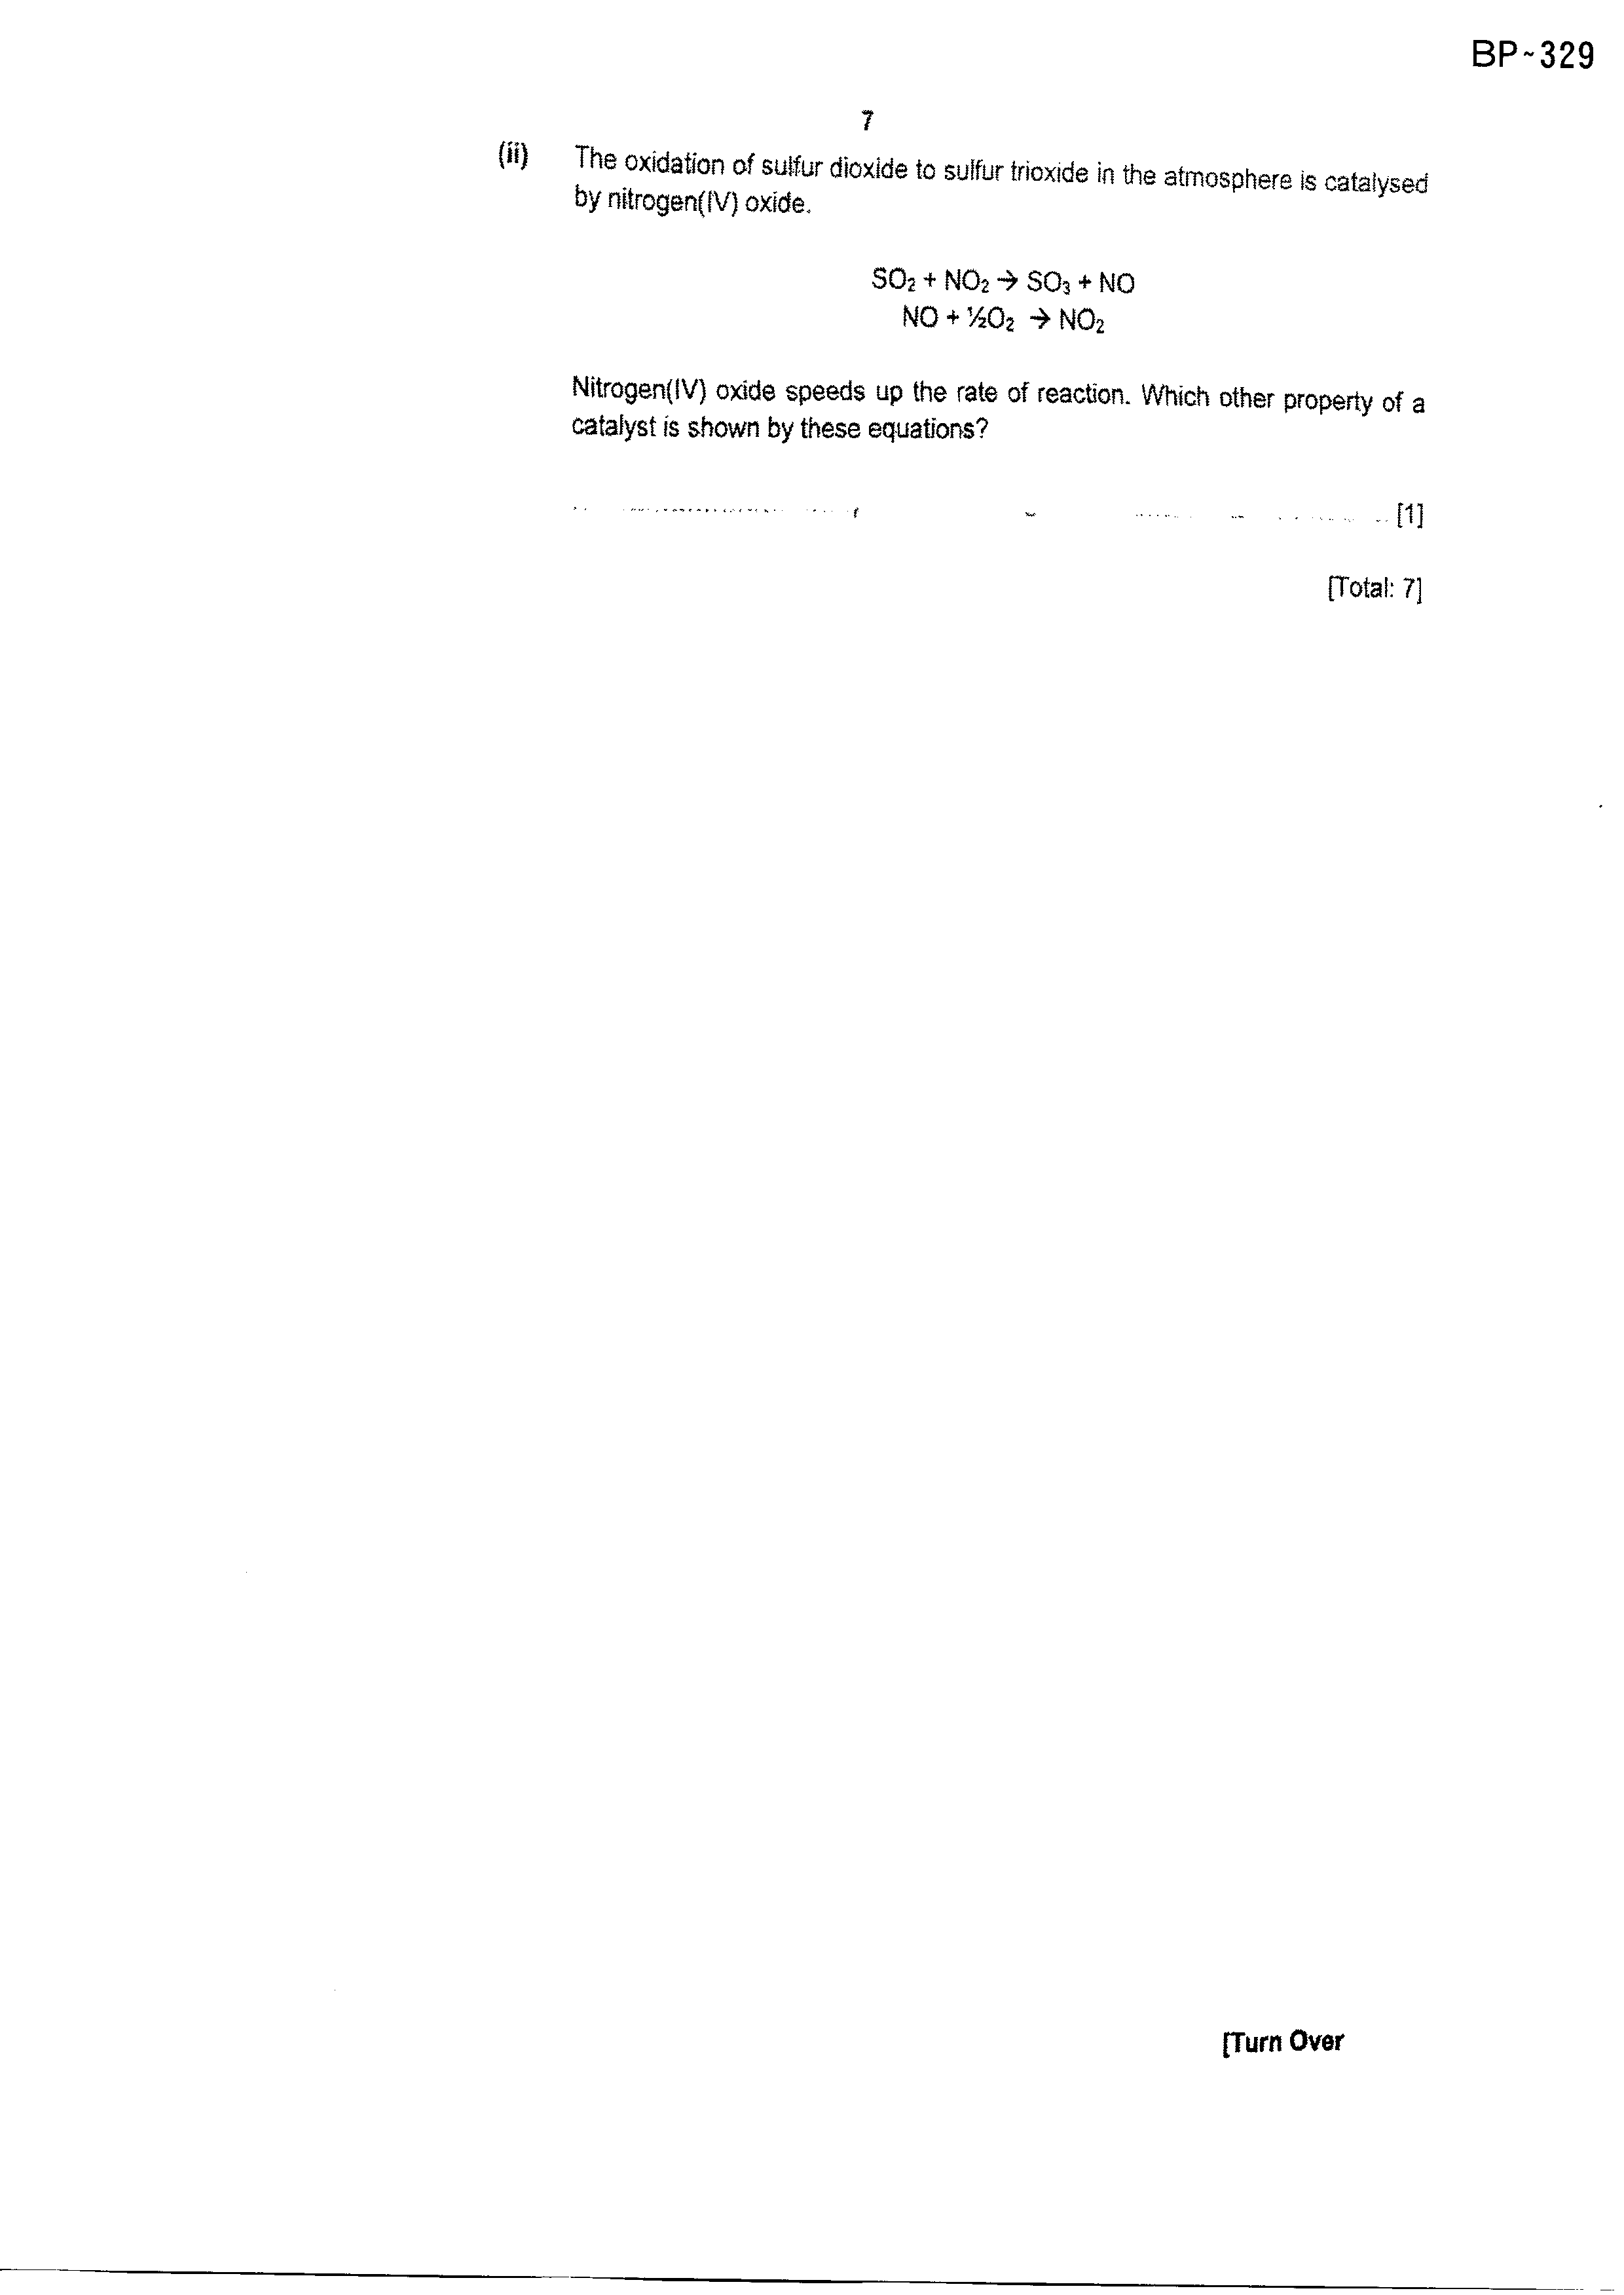 BP~329
7
(ii) The oxidation of sulfur dioxide to sulfur trioxide in the atmosphere is catalysed
by nitrogen(IV) oxide.
SO₂ + NO₂ → SO₃ + NO
NO + ½O₂ → NO₂
Nitrogen(IV) oxide speeds up the rate of reaction. Which other property of a
catalyst is shown by these equations?
[1]
[Total: 7]
[Turn Over